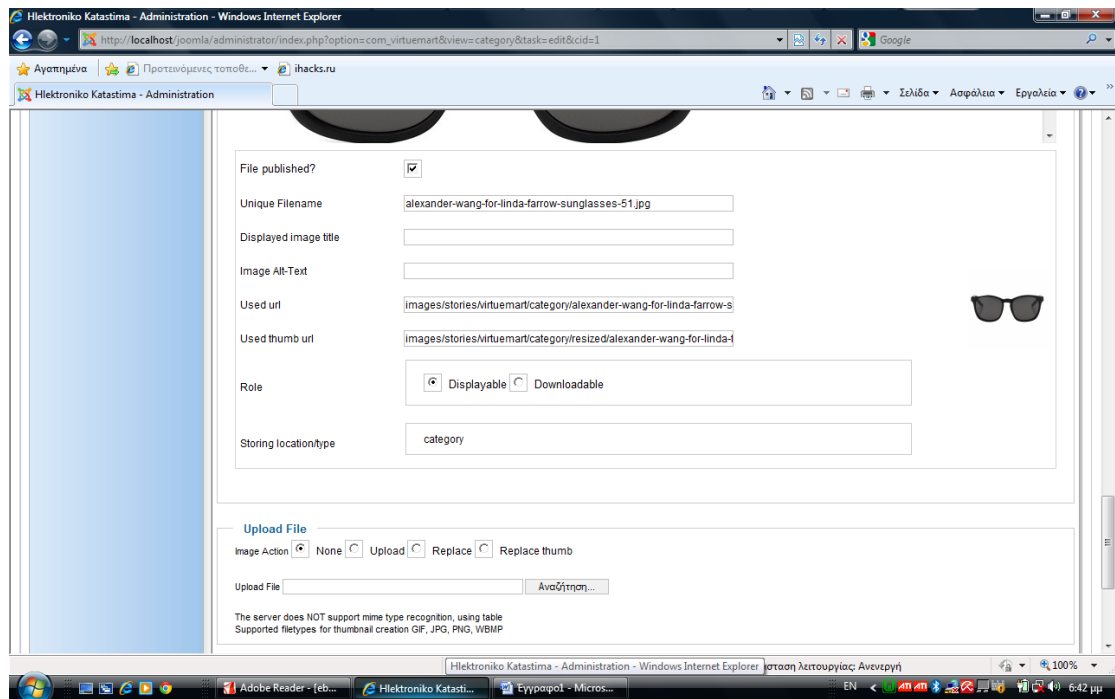 Hlektroniko Katastima - Administration - Windows Internet Explorer
http://localhost/joomla/administrator/index.php?option=com_virtuemart&view=category&task=edit&cid=1
Google
Αγαπημένα
Προτεινόμενες τοποθε...
ihacks.ru
Hlektroniko Katastima - Administration
Σελίδα
Ασφάλεια
Εργαλεία
File published?
Unique Filename
alexander-wang-for-linda-farrow-sunglasses-51.jpg
Displayed image title
Image Alt-Text
Used url
images/stories/virtuemart/category/alexander-wang-for-linda-farrow-s
Used thumb url
images/stories/virtuemart/category/resized/alexander-wang-for-linda-f
Role
Displayable
Downloadable
Storing location/type
category
Upload File
Image Action
None
Upload
Replace
Replace thumb
Upload File
Αναζήτηση...
The server does NOT support mime type recognition, using table
Supported filetypes for thumbnail creation GIF, JPG, PNG, WBMP
Hlektroniko Katastima - Administration - Windows Internet Explorer
σταση λειτουργίας: Ανενεργή
100%
Adobe Reader - [eb...
Hlektroniko Katasti...
Έγγραφο1 - Micros...
EN
ATI ATI
6:42 μμ